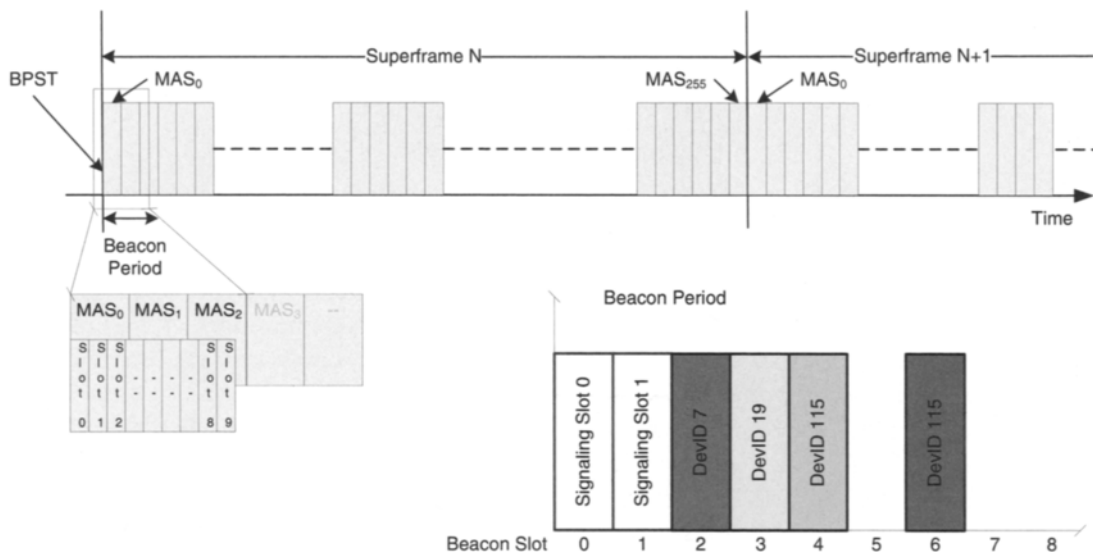 Superframe N
Superframe N+1
BPST
MAS0
MAS255
MAS0
Time
Beacon Period
MAS0 MAS1 MAS2 MAS3 --
Slot 0 Slot 1 Slot 2 - - - - - - - - Slot 8 Slot 9
Beacon Period
Signaling Slot 0
Signaling Slot 1
DevID 7
DevID 19
DevID 115
DevID 115
Beacon Slot 0 1 2 3 4 5 6 7 8